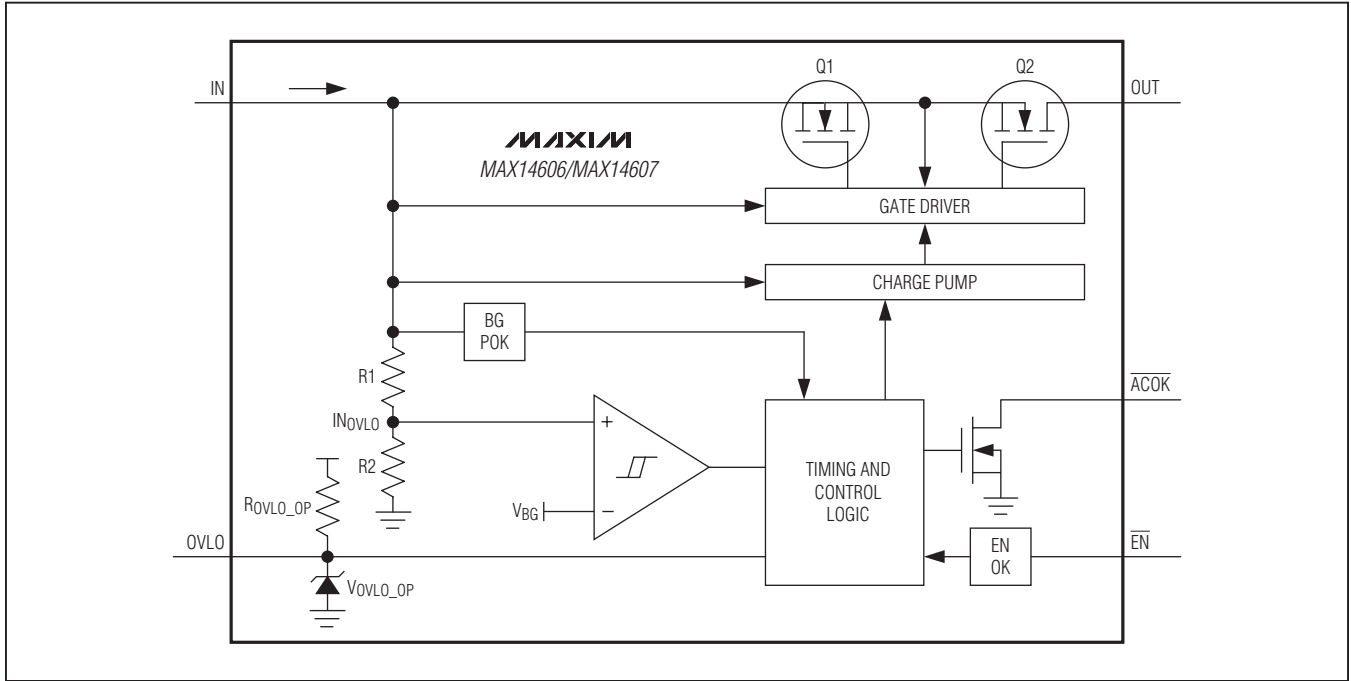 Q1
Q2
IN
OUT
MAXIM
MAX14606/MAX14607
GATE DRIVER
CHARGE PUMP
BG
POK
R1
ACOK
INOVLO
+
R2
TIMING AND
CONTROL
LOGIC
ROVLO_OP
VBG
−
OVLO
EN
OK
EN
VOVLO_OP